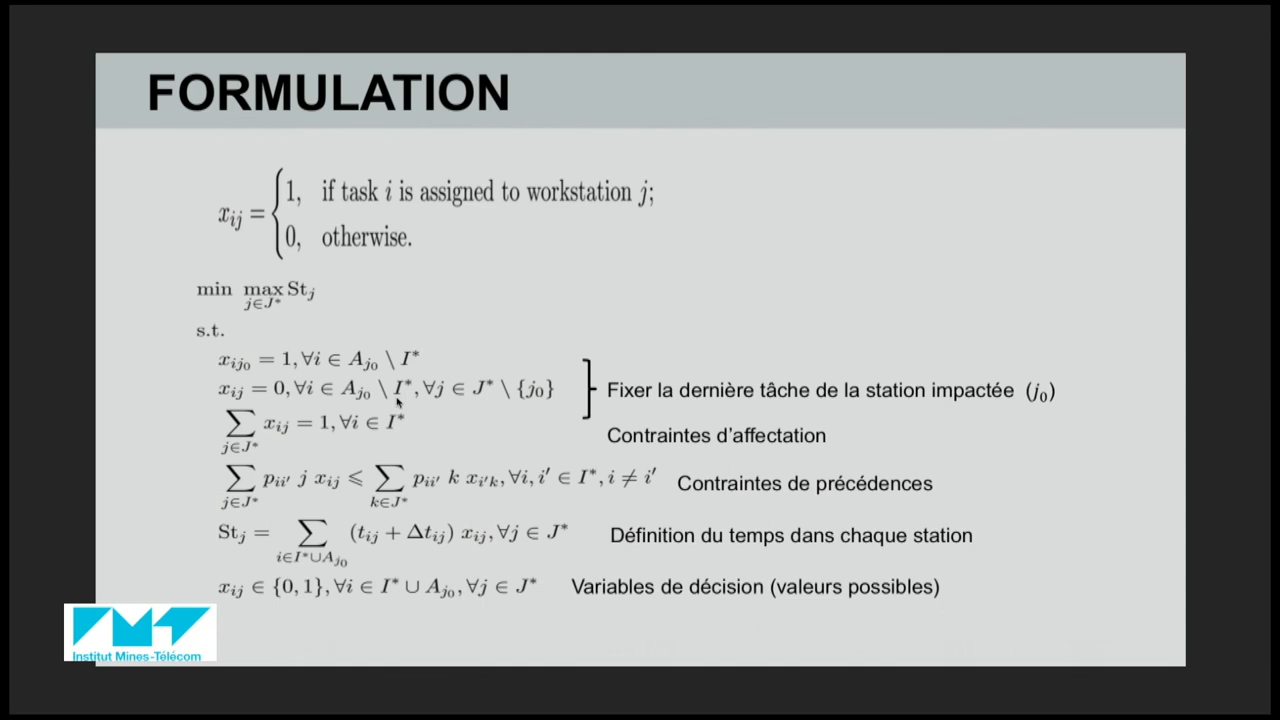 FORMULATION
x_{ij} = { 1, if task i is assigned to workstation j;
0, otherwise.
min max_{j∈J*} St_j
s.t.
x_{ij_0} = 1, ∀i ∈ A_{j_0} \ I*
x_{ij} = 0, ∀i ∈ A_{j_0} \ I*, ∀j ∈ J* \ {j_0} Fixer la dernière tâche de la station impactée (j_0)
∑_{j∈J*} x_{ij} = 1, ∀i ∈ I* Contraintes d'affectation
∑_{j∈J*} p_{ii'} j x_{ij} ⩽ ∑_{k∈J*} p_{ii'} k x_{i'k}, ∀i, i' ∈ I*, i ≠ i' Contraintes de précédences
St_j = ∑_{i∈I*∪A_{j_0}} (t_{ij} + Δt_{ij}) x_{ij}, ∀j ∈ J* Définition du temps dans chaque station
x_{ij} ∈ {0, 1}, ∀i ∈ I* ∪ A_{j_0}, ∀j ∈ J* Variables de décision (valeurs possibles)
Institut Mines-Télécom